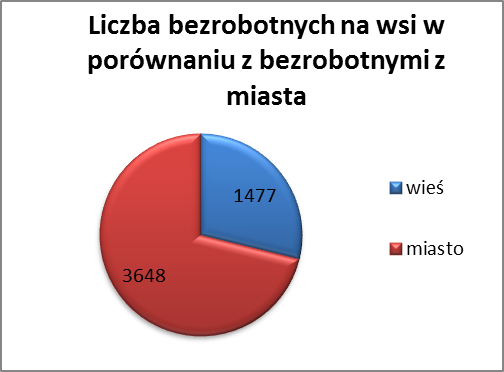 Liczba bezrobotnych na wsi w
porównaniu z bezrobotnymi z
miasta
1477
3648
wieś
miasto